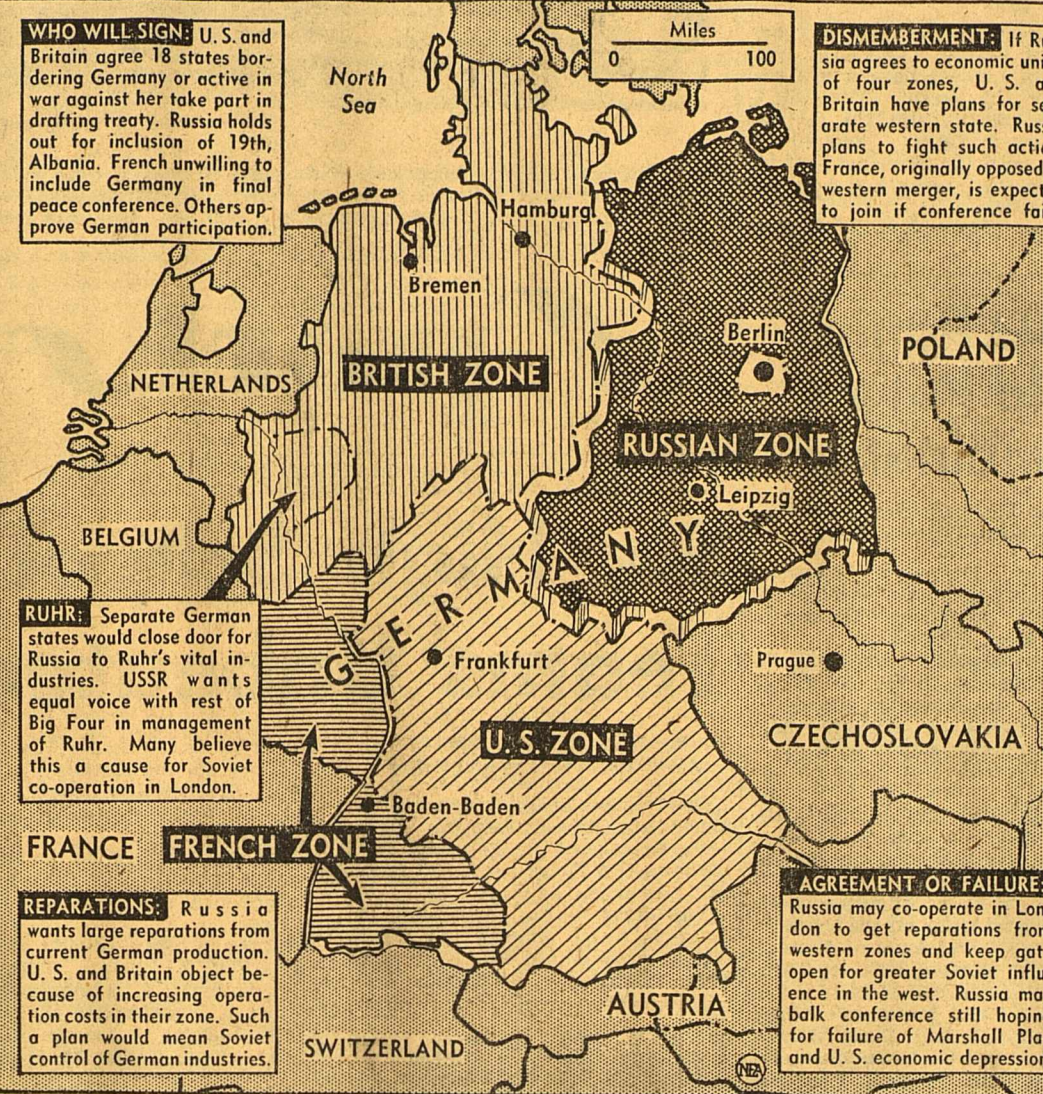 WHO WILL SIGN: U. S. and
Britain agree 18 states bor-
dering Germany or active in
war against her take part in
drafting treaty. Russia holds
out for inclusion of 19th,
Albania. French unwilling to
include Germany in final
peace conference. Others ap-
prove German participation.
North
Sea
Miles
0 100
DISMEMBERMENT: If
sia agrees to economic uni
of four zones, U. S. a
Britain have plans for se
arate western state. Russ
plans to fight such acti
France, originally opposed
western merger, is expect
to join if conference fai
Hamburg
Bremen
Berlin
POLAND
NETHERLANDS
BRITISH ZONE
RUSSIAN ZONE
Leipzig
BELGIUM
GERMANY
RUHR: Separate German
states would close door for
Russia to Ruhr's vital in-
dustries. USSR wants
equal voice with rest of
Big Four in management
of Ruhr. Many believe
this a cause for Soviet
co-operation in London.
Frankfurt
Prague
U. S. ZONE
CZECHOSLOVAKIA
Baden-Baden
FRANCE
FRENCH ZONE
REPARATIONS: Russia
wants large reparations from
current German production.
U. S. and Britain object be-
cause of increasing opera-
tion costs in their zone. Such
a plan would mean Soviet
control of German industries.
AGREEMENT OR FAILURE:
Russia may co-operate in Lon
don to get reparations from
western zones and keep gat
open for greater Soviet influ
ence in the west. Russia ma
balk conference still hopin
for failure of Marshall Pla
and U. S. economic depression
AUSTRIA
SWITZERLAND
NEA